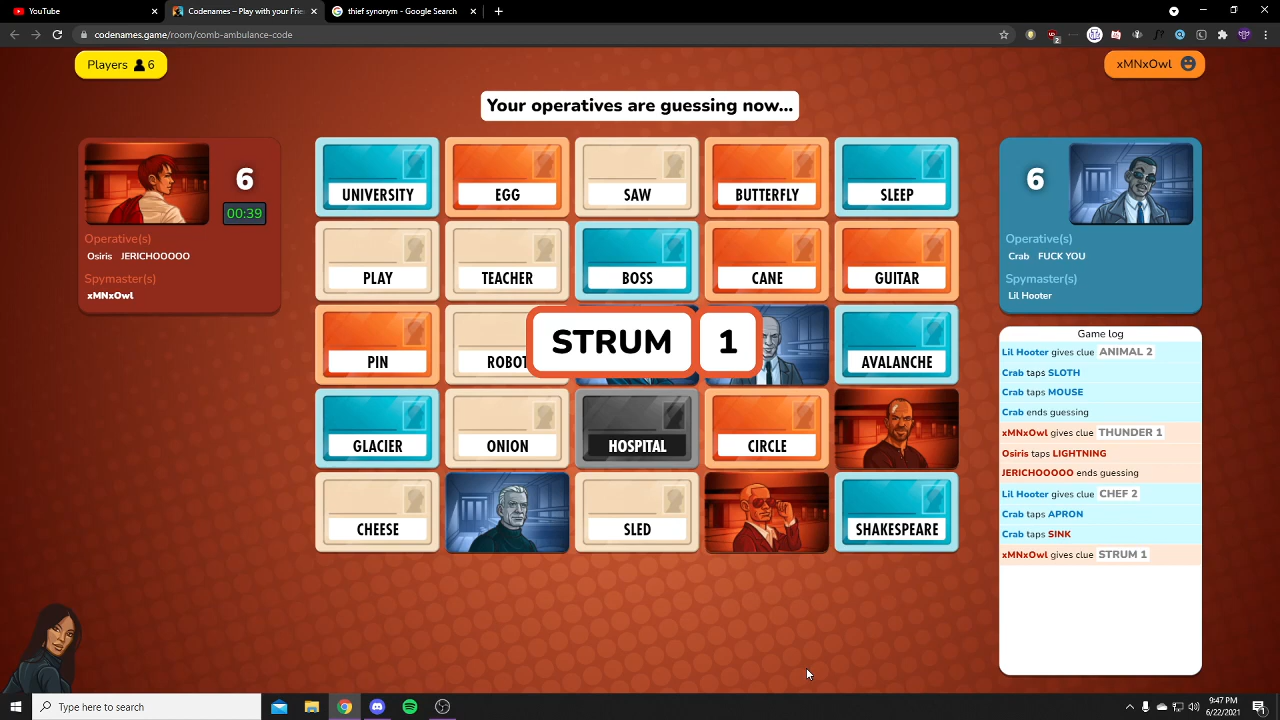 YouTube
Codenames – Play with your Frie
thief synonym - Google Search
codenames.game/room/comb-ambulance-code
Players 6
xMNxOwl
Your operatives are guessing now...
6
00:39
Operative(s)
Osiris JERICHOOOOO
Spymaster(s)
xMNxOwl
UNIVERSITY
EGG
SAW
BUTTERFLY
SLEEP
PLAY
TEACHER
BOSS
CANE
GUITAR
PIN
ROBOT
STRUM 1
AVALANCHE
GLACIER
ONION
HOSPITAL
CIRCLE
CHEESE
SLED
SHAKESPEARE
6
Operative(s)
Crab FUCK YOU
Spymaster(s)
Lil Hooter
Game log
Lil Hooter gives clue ANIMAL 2
Crab taps SLOTH
Crab taps MOUSE
Crab ends guessing
xMNxOwl gives clue THUNDER 1
Osiris taps LIGHTNING
JERICHOOOOO ends guessing
Lil Hooter gives clue CHEF 2
Crab taps APRON
Crab taps SINK
xMNxOwl gives clue STRUM 1
Type here to search
9:47 PM
6/22/2021